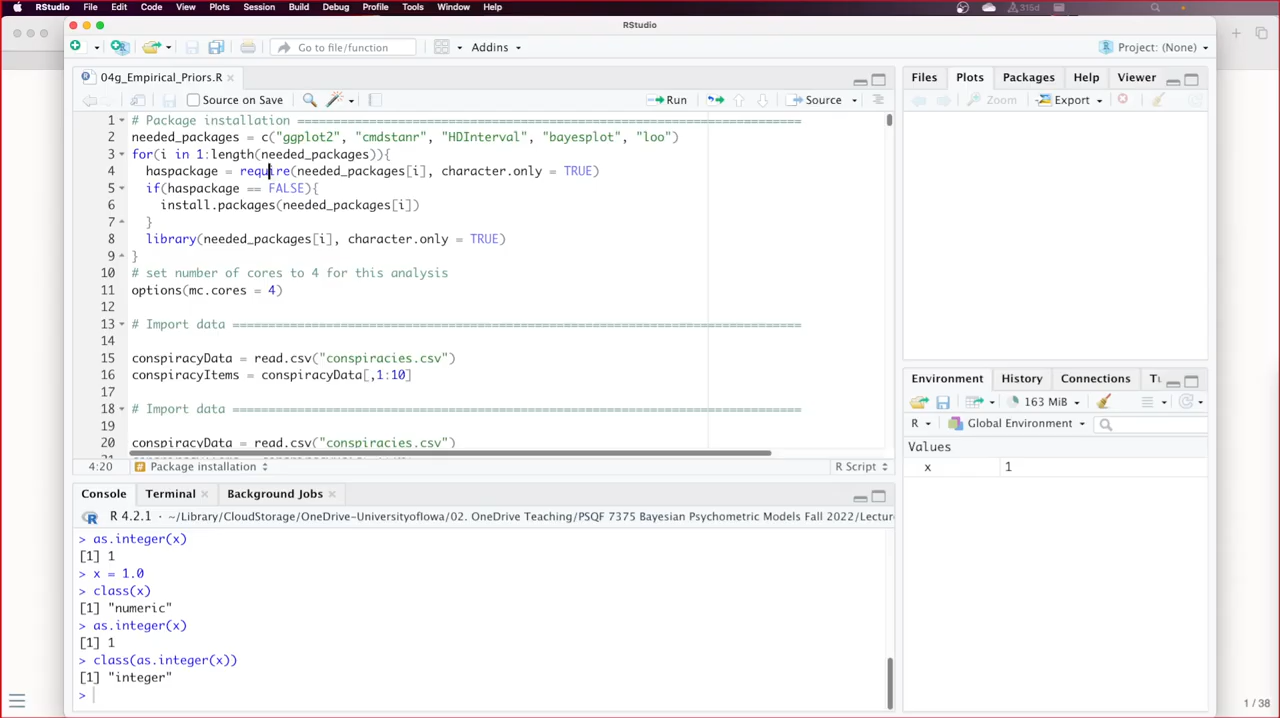 RStudio File Edit Code View Plots Session Build Debug Profile Tools Window Help 315d
RStudio
Go to file/function Addins Project: (None)
04g_Empirical_Priors.R
Source on Save Run Source
1 # Package installation ===============================================================================
2 needed_packages = c("ggplot2", "cmdstanr", "HDInterval", "bayesplot", "loo")
3 for(i in 1:length(needed_packages)){
4 haspackage = require(needed_packages[i], character.only = TRUE)
5 if(haspackage == FALSE){
6 install.packages(needed_packages[i])
7 }
8 library(needed_packages[i], character.only = TRUE)
9 }
10 # set number of cores to 4 for this analysis
11 options(mc.cores = 4)
12
13 # Import data ===============================================================================
14
15 conspiracyData = read.csv("conspiracies.csv")
16 conspiracyItems = conspiracyData[,1:10]
17
18 # Import data ===============================================================================
19
20 conspiracyData = read.csv("conspiracies.csv")
4:20 Package installation R Script
Console Terminal Background Jobs
R 4.2.1 · ~/Library/CloudStorage/OneDrive-UniversityofIowa/02. OneDrive Teaching/PSQF 7375 Bayesian Psychometric Models Fall 2022/Lectur
> as.integer(x)
[1] 1
> x = 1.0
> class(x)
[1] "numeric"
> as.integer(x)
[1] 1
> class(as.integer(x))
[1] "integer"
>
Files Plots Packages Help Viewer
Zoom Export
Environment History Connections
163 MiB
R Global Environment
Values
x 1
1 / 38